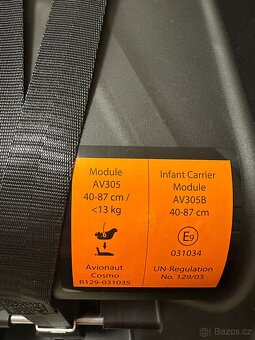 Module
AV305
40-87 cm /
<13 kg
Avionaut
Cosmo
R129-031035
Infant Carrier
Module
AV305B
40-87 cm
E9
031034
UN-Regulation
No. 129/03
Bazoš.cz